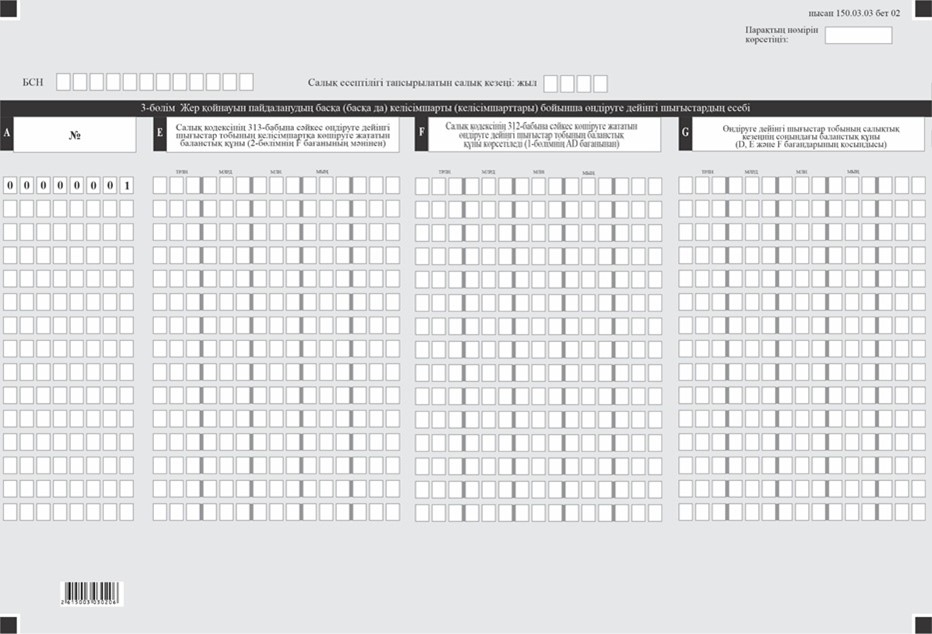 нысан 150.03.03 бет 02
Парақтың нөмірін
көрсетіңіз:
БСН
Салық есептілігі тапсырылатын салық кезеңі: жыл
3-бөлім Жер қойнауын пайдаланудың басқа (басқа да) келісімшарты (келісімшарттары) бойынша өндіруге дейінгі шығыстардың есебі
A
№
E
Салық кодексінің 313-бабына сәйкес өндіруге дейінгі
шығыстар тобының келісімшартқа көшіруге жататын
баланстық құны (2-бөлімнің F бағанының мәнінен)
F
Салық кодексінің 312-бабына сәйкес көшіруге жататын
өндіруге дейінгі шығыстар тобының баланстық
құны көрсетіледі (1-бөлімнің AD бағанынан)
G
Өндіруге дейінгі шығыстар тобының салықтық
кезеңнің соңындағы баланстық құны
(D, E және F бағандарының қосындысы)
трлн млрд млн мың
трлн млрд млн мың
трлн млрд млн мың
0 0 0 0 0 0 0 1